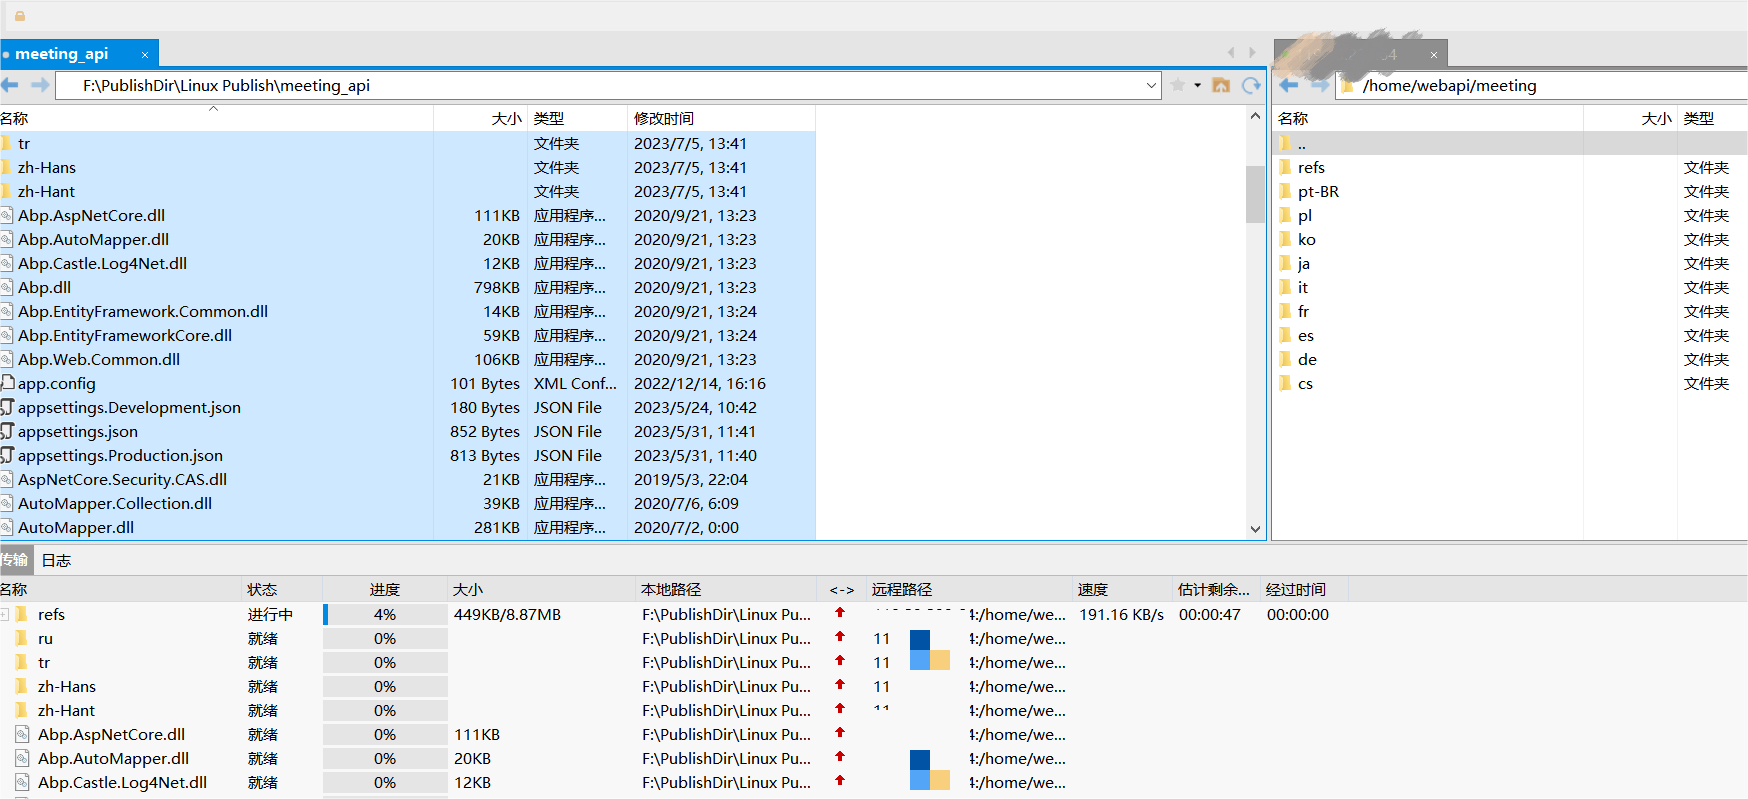 meeting_api ×
4 ×
F:\PublishDir\Linux Publish\meeting_api
/home/webapi/meeting
名称 大小 类型 修改时间
tr 文件夹 2023/7/5, 13:41
zh-Hans 文件夹 2023/7/5, 13:41
zh-Hant 文件夹 2023/7/5, 13:41
Abp.AspNetCore.dll 111KB 应用程序... 2020/9/21, 13:23
Abp.AutoMapper.dll 20KB 应用程序... 2020/9/21, 13:23
Abp.Castle.Log4Net.dll 12KB 应用程序... 2020/9/21, 13:23
Abp.dll 798KB 应用程序... 2020/9/21, 13:23
Abp.EntityFramework.Common.dll 14KB 应用程序... 2020/9/21, 13:24
Abp.EntityFrameworkCore.dll 59KB 应用程序... 2020/9/21, 13:24
Abp.Web.Common.dll 106KB 应用程序... 2020/9/21, 13:23
app.config 101 Bytes XML Conf... 2022/12/14, 16:16
appsettings.Development.json 180 Bytes JSON File 2023/5/24, 10:42
appsettings.json 852 Bytes JSON File 2023/5/31, 11:41
appsettings.Production.json 813 Bytes JSON File 2023/5/31, 11:40
AspNetCore.Security.CAS.dll 21KB 应用程序... 2019/5/3, 22:04
AutoMapper.Collection.dll 39KB 应用程序... 2020/7/6, 6:09
AutoMapper.dll 281KB 应用程序... 2020/7/2, 0:00
名称 大小 类型
..
refs 文件夹
pt-BR 文件夹
pl 文件夹
ko 文件夹
ja 文件夹
it 文件夹
fr 文件夹
es 文件夹
de 文件夹
cs 文件夹
传输 日志
名称 状态 进度 大小 本地路径 <-> 远程路径 速度 估计剩余... 经过时间
refs 进行中 4% 449KB/8.87MB F:\PublishDir\Linux Pu... 4:/home/we... 191.16 KB/s 00:00:47 00:00:00
ru 就绪 0% F:\PublishDir\Linux Pu... 11 4:/home/we...
tr 就绪 0% F:\PublishDir\Linux Pu... 11 4:/home/we...
zh-Hans 就绪 0% F:\PublishDir\Linux Pu... 11 4:/home/we...
zh-Hant 就绪 0% F:\PublishDir\Linux Pu... 4:/home/we...
Abp.AspNetCore.dll 就绪 0% 111KB F:\PublishDir\Linux Pu... 4:/home/we...
Abp.AutoMapper.dll 就绪 0% 20KB F:\PublishDir\Linux Pu... 4:/home/we...
Abp.Castle.Log4Net.dll 就绪 0% 12KB F:\PublishDir\Linux Pu... 4:/home/we...